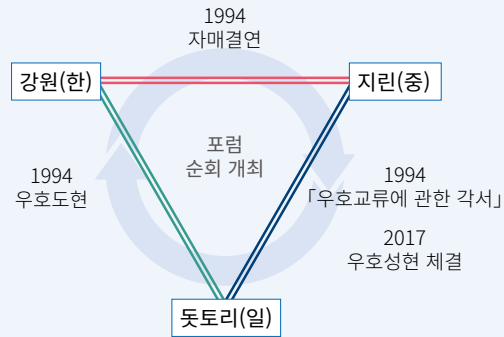 1994
자매결연
강원(한)
지린(중)
포럼
순회 개최
1994
우호도현
1994
「우호교류에 관한 각서」
2017
우호성현 체결
돗토리(일)